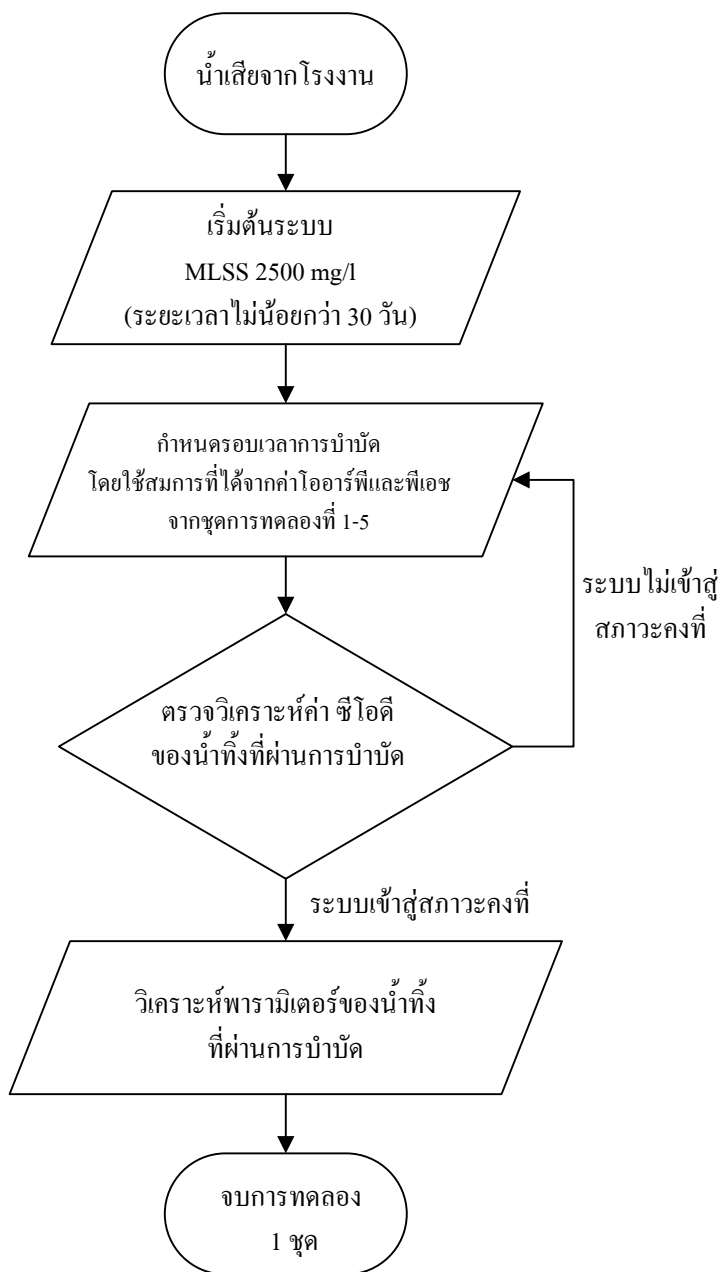 น้ำเสียจากโรงงาน
เริ่มต้นระบบ
MLSS 2500 mg/l
(ระยะเวลาไม่น้อยกว่า 30 วัน)
กำหนดรอบเวลาการบำบัด
โดยใช้สมการที่ได้จากค่าโออาร์พีและพีเอช
จากชุดการทดลองที่ 1-5
ระบบไม่เข้าสู่
สภาวะคงที่
ตรวจวิเคราะห์ค่า ซีโอดี
ของน้ำทิ้งที่ผ่านการบำบัด
ระบบเข้าสู่สภาวะคงที่
วิเคราะห์พารามิเตอร์ของน้ำทิ้ง
ที่ผ่านการบำบัด
จบการทดลอง
1 ชุด